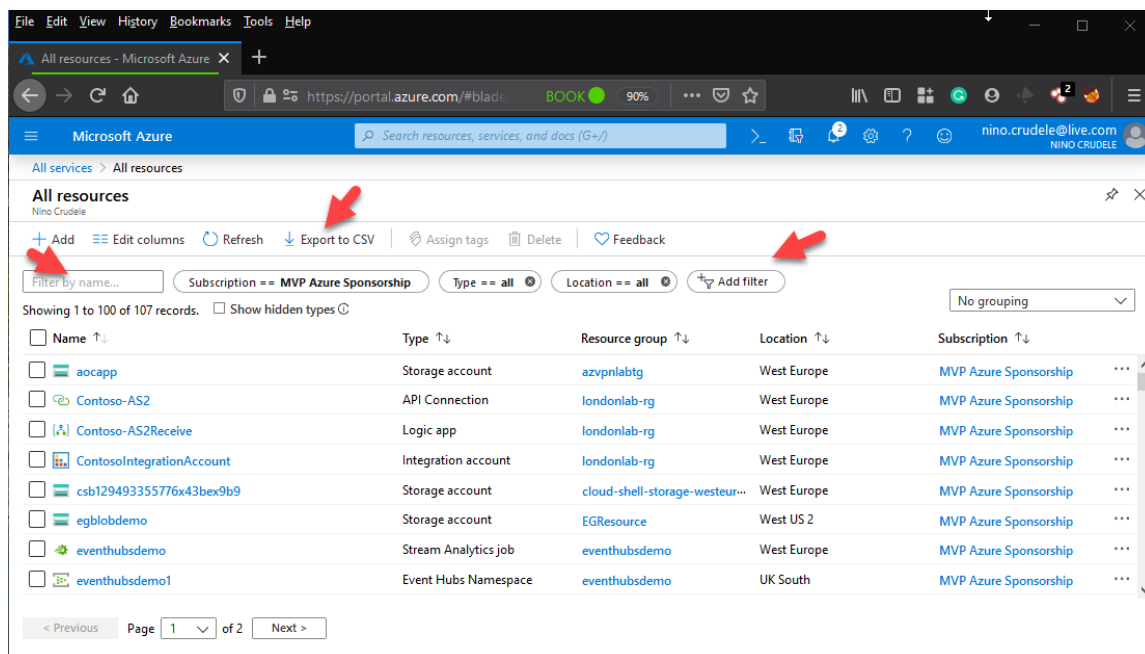 File Edit View History Bookmarks Tools Help
All resources - Microsoft Azure
https://portal.azure.com/#blade BOOK 90% 2
Microsoft Azure Search resources, services, and docs (G+/) 2 nino.crudele@live.com
NINO CRUDELE
All services > All resources
All resources
Nino Crudele
Add Edit columns Refresh Export to CSV Assign tags Delete Feedback
Filter by name... Subscription == MVP Azure Sponsorship Type == all Location == all Add filter
No grouping
Showing 1 to 100 of 107 records. Show hidden types
Name Type Resource group Location Subscription
aocapp Storage account azvpnlabtg West Europe MVP Azure Sponsorship
Contoso-AS2 API Connection londonlab-rg West Europe MVP Azure Sponsorship
Contoso-AS2Receive Logic app londonlab-rg West Europe MVP Azure Sponsorship
ContosoIntegrationAccount Integration account londonlab-rg West Europe MVP Azure Sponsorship
csb129493355776x43bex9b9 Storage account cloud-shell-storage-westeur··· West Europe MVP Azure Sponsorship
egblobdemo Storage account EGResource West US 2 MVP Azure Sponsorship
eventhubsdemo Stream Analytics job eventhubsdemo West Europe MVP Azure Sponsorship
eventhubsdemo1 Event Hubs Namespace eventhubsdemo UK South MVP Azure Sponsorship
< Previous Page 1 of 2 Next >